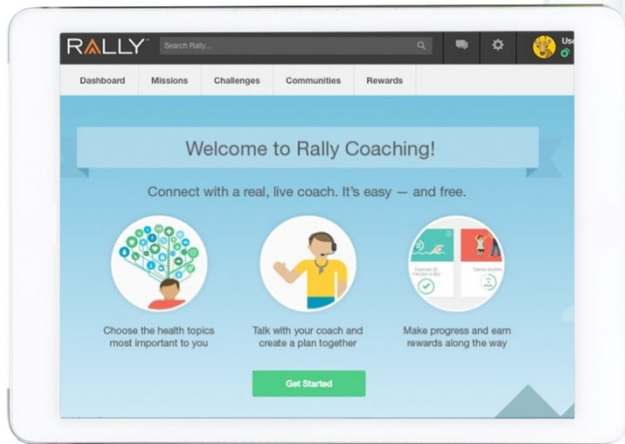 RALLY
Search Rally...
Dashboard Missions Challenges Communities Rewards
Welcome to Rally Coaching!
Connect with a real, live coach. It's easy — and free.
Choose the health topics
most important to you
Talk with your coach and
create a plan together
Make progress and earn
rewards along the way
Get Started